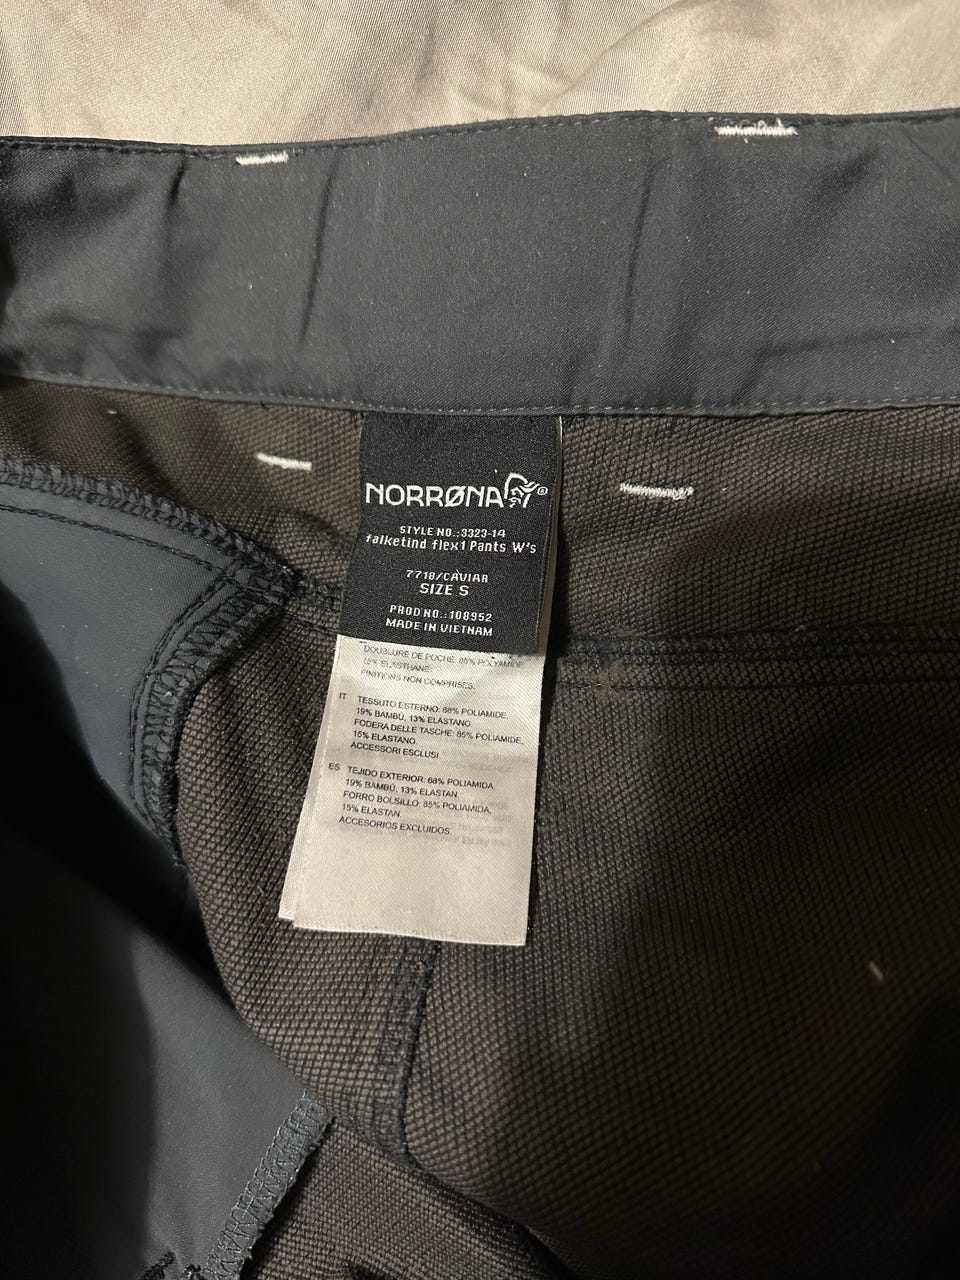 NORRØNA®
STYLE NO.:3323-14
falketind flex1 Pants W's
7718/CAVIAR
SIZE S
PROD NO.:108952
MADE IN VIETNAM
DOUBLURE DE POCHE: 85% POLYAMIDE,
15% ELASTHANE.
FINITIONS NON COMPRISES.
IT TESSUTO ESTERNO: 68% POLIAMIDE,
19% BAMBÙ, 13% ELASTANO.
FODERA DELLE TASCHE: 85% POLIAMIDE,
15% ELASTANO.
ACCESSORI ESCLUSI
ES TEJIDO EXTERIOR: 68% POLIAMIDA,
19% BAMBÚ, 13% ELASTAN
FORRO BOLSILLO: 85% POLIAMIDA,
15% ELASTAN.
ACCESORIOS EXCLUIDOS.